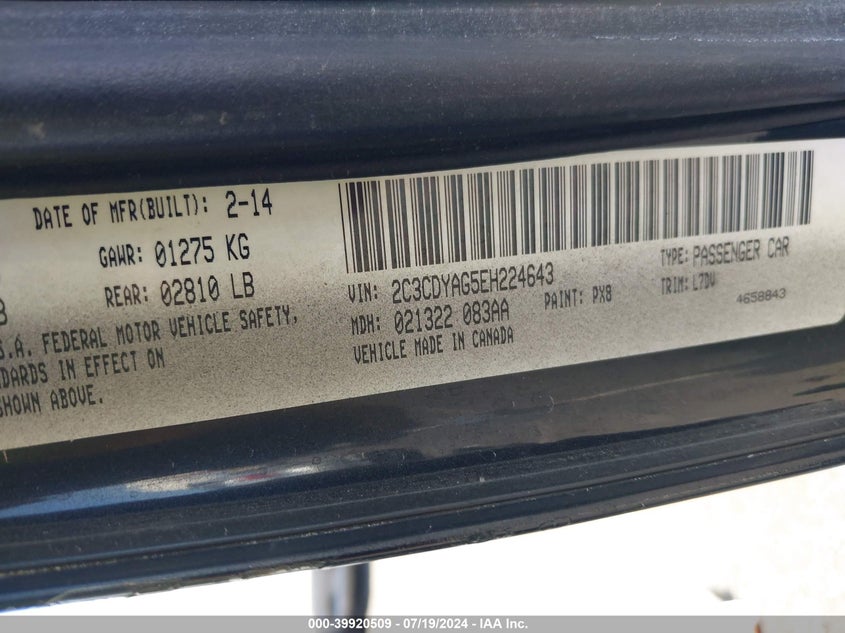 DATE OF MFR(BUILT): 2-14
GAWR: 01275 KG
REAR: 02810 LB
S.A. FEDERAL MOTOR VEHICLE SAFETY,
NDARDS IN EFFECT ON
SHOWN ABOVE.
VIN: 2C3CDYAG5EH224643
TYPE: PASSENGER CAR
MDH: 021322 083AA
PAINT: PX8
TRIM: L7DV
VEHICLE MADE IN CANADA
4658843
000-39920509 - 07/19/2024 - IAA Inc.